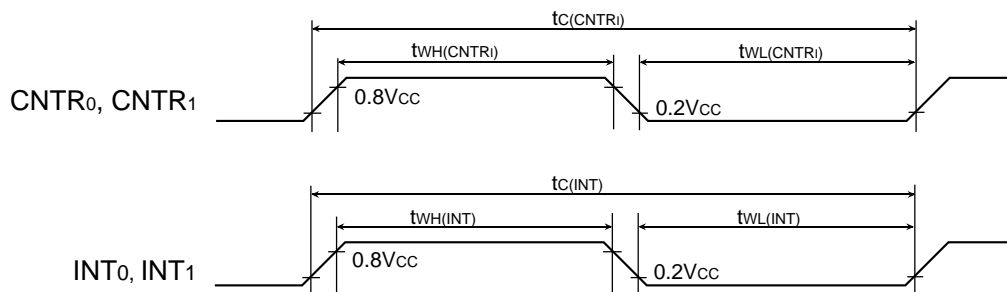 tC(CNTRI)
tWH(CNTRI) tWL(CNTRI)
CNTR0, CNTR1 0.8VCC 0.2VCC
tC(INT)
tWH(INT) tWL(INT)
INT0, INT1 0.8VCC 0.2VCC